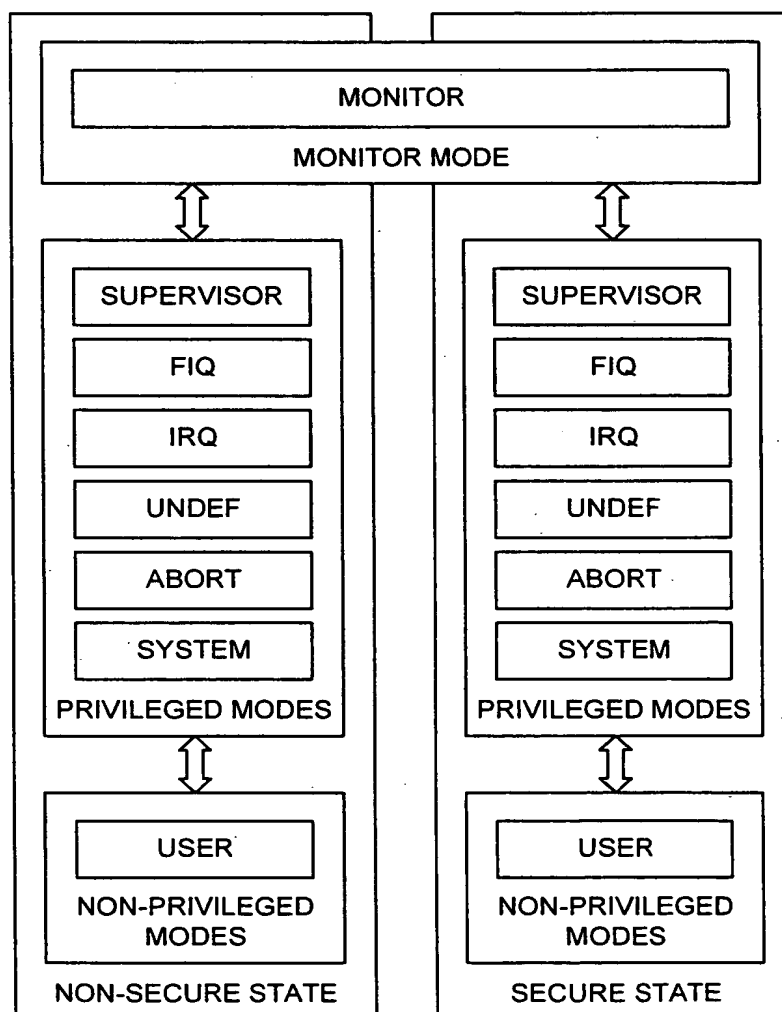 MONITOR
MONITOR MODE
SUPERVISOR
FIQ
IRQ
UNDEF
ABORT
SYSTEM
PRIVILEGED MODES
USER
NON-PRIVILEGED
MODES
NON-SECURE STATE
SUPERVISOR
FIQ
IRQ
UNDEF
ABORT
SYSTEM
PRIVILEGED MODES
USER
NON-PRIVILEGED
MODES
SECURE STATE